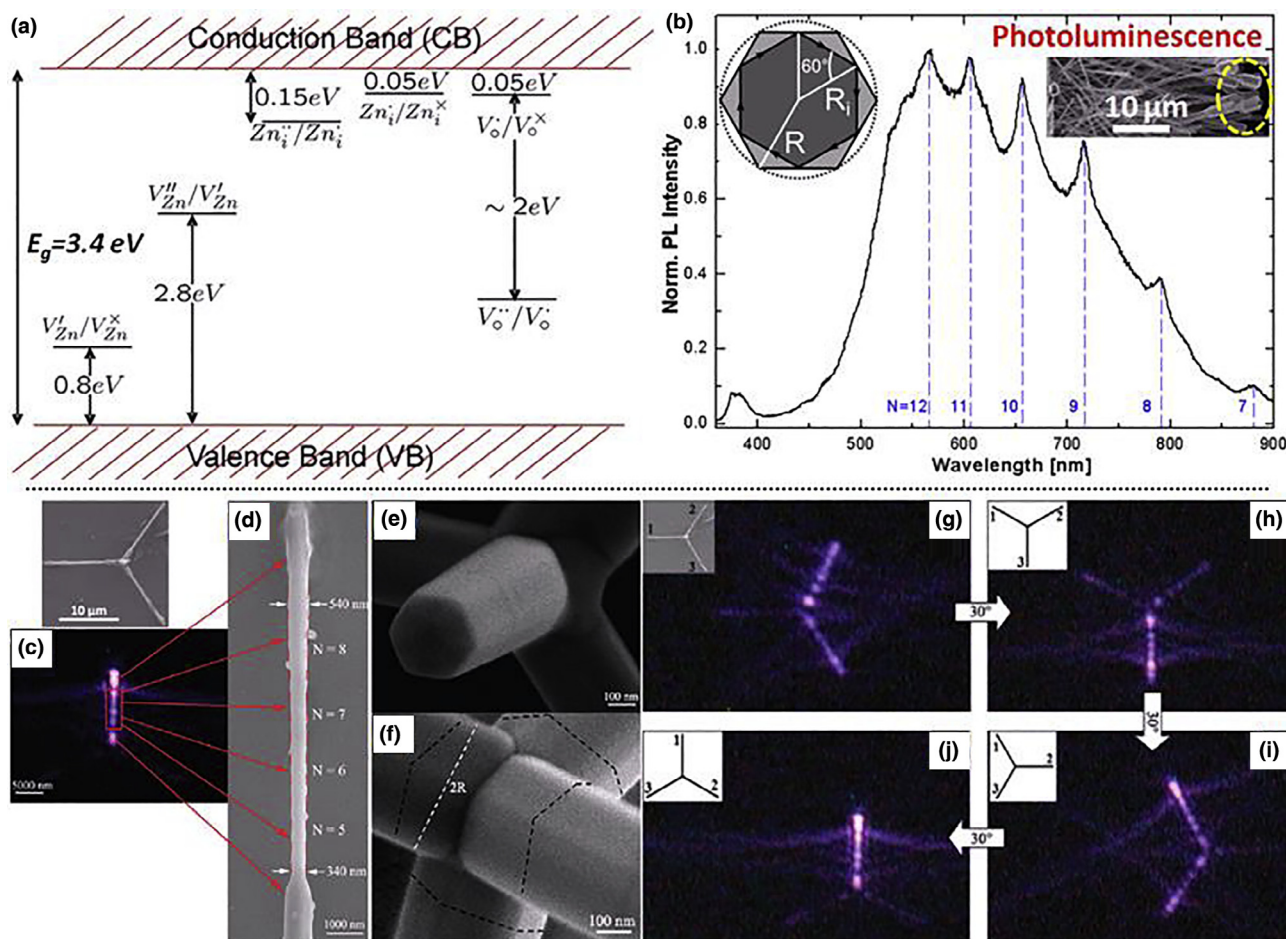 (a)
Conduction Band (CB)
0.15eV
Zn_i^{··}/Zn_i^·
0.05eV
Zn_i^·/Zn_i^×
0.05eV
V_o^·/V_o^×
V''_{Zn}/V'_{Zn}
~ 2eV
E_g=3.4 eV
2.8eV
V_o^{··}/V_o^·
V'_{Zn}/V_{Zn}^×
0.8eV
Valence Band (VB)
(b)
Photoluminescence
60°
R_i
R
10 µm
Norm. PL Intensity
1.0
0.8
0.6
0.4
0.2
0.0
N=12
11
10
9
8
7
400
500
600
700
800
900
Wavelength [nm]
10 µm
(c)
5000 nm
(d)
540 nm
N = 8
N = 7
N = 6
N = 5
340 nm
1000 nm
(e)
100 nm
(f)
2R
100 nm
(g)
1
2
3
30°
(h)
1
2
3
30°
(j)
1
3
2
30°
(i)
1
2
3